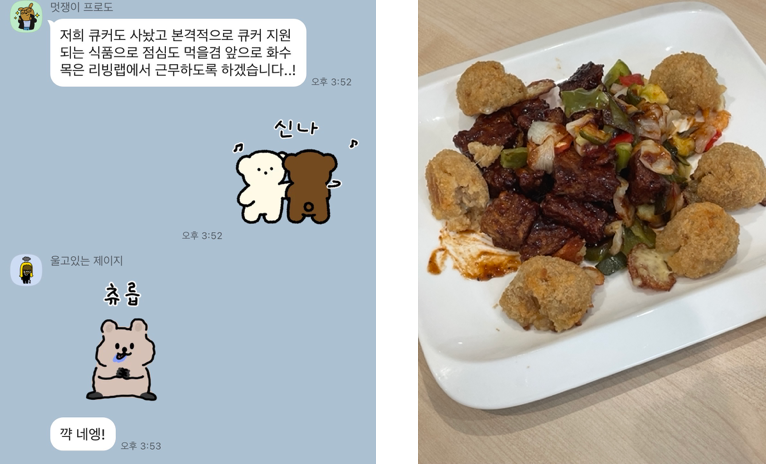 멋쟁이 프로도
저희 큐커도 사놨고 본격적으로 큐커 지원
되는 식품으로 점심도 먹을겸 앞으로 화수
목은 리빙랩에서 근무하도록 하겠습니다..!
오후 3:52
신나
오후 3:52
울고있는 제이지
츄릅
꺅 네엥!
오후 3:53